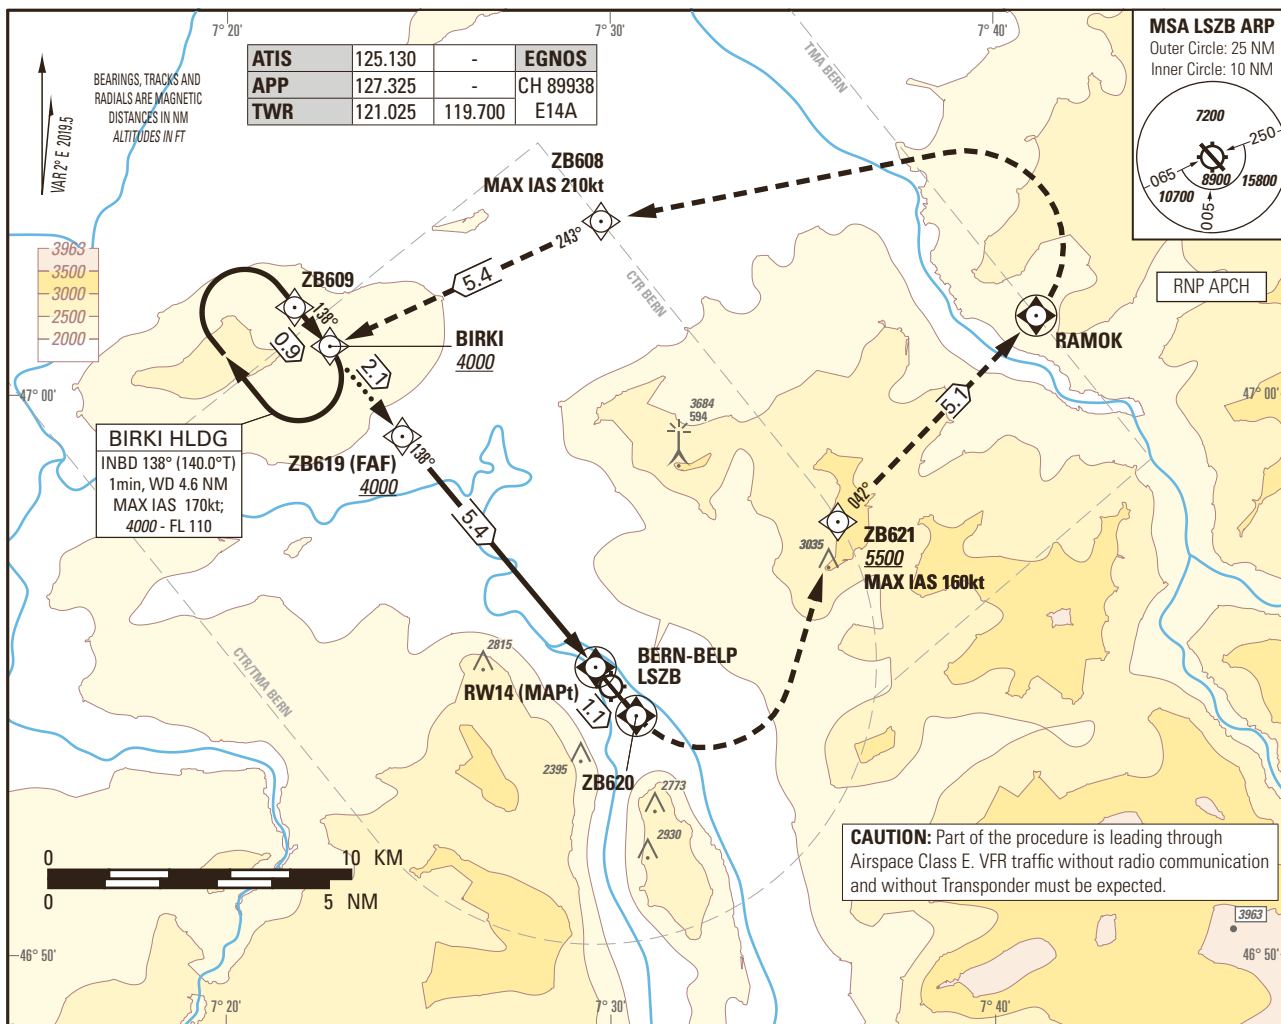 7° 20'
7° 30'
7° 40'
MSA LSZB ARP
Outer Circle: 25 NM
Inner Circle: 10 NM
7200
250
065
8900
15800
10700
005
ATIS 125.130 - EGNOS
APP 127.325 - CH 89938
TWR 121.025 119.700 E14A
BEARINGS, TRACKS AND
RADIALS ARE MAGNETIC
DISTANCES IN NM
ALTITUDES IN FT
VAR 2° E 2019.5
TMA BERN
ZB608
MAX IAS 210kt
243°
5.4
CTR BERN
3963
3500
3000
2500
2000
ZB609
138°
0.9
BIRKI
4000
2.1
RNP APCH
RAMOK
5.1
47° 00'
47° 00'
3684
594
BIRKI HLDG
INBD 138° (140.0°T)
1min, WD 4.6 NM
MAX IAS 170kt;
4000 - FL 110
ZB619 (FAF)
4000
138°
5.4
042°
ZB621
5500
MAX IAS 160kt
3035
CTR/TMA BERN
2815
BERN-BELP
LSZB
RW14 (MAPt)
1.1
2395
ZB620
2773
2930
CAUTION: Part of the procedure is leading through
Airspace Class E. VFR traffic without radio communication
and without Transponder must be expected.
0 10 KM
0 5 NM
3963
46° 50'
46° 50'
7° 20'
7° 30'
7° 40'